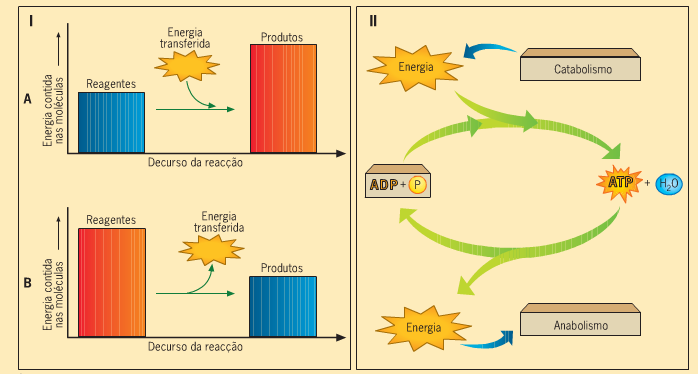 I
A
Energia contida
nas moléculas
Reagentes
Energia
transferida
Produtos
Decurso da reacção
B
Energia contida
nas moléculas
Reagentes
Energia
transferida
Produtos
Decurso da reacção
II
Energia
Catabolismo
ADP + P
ATP + H₂O
Energia
Anabolismo